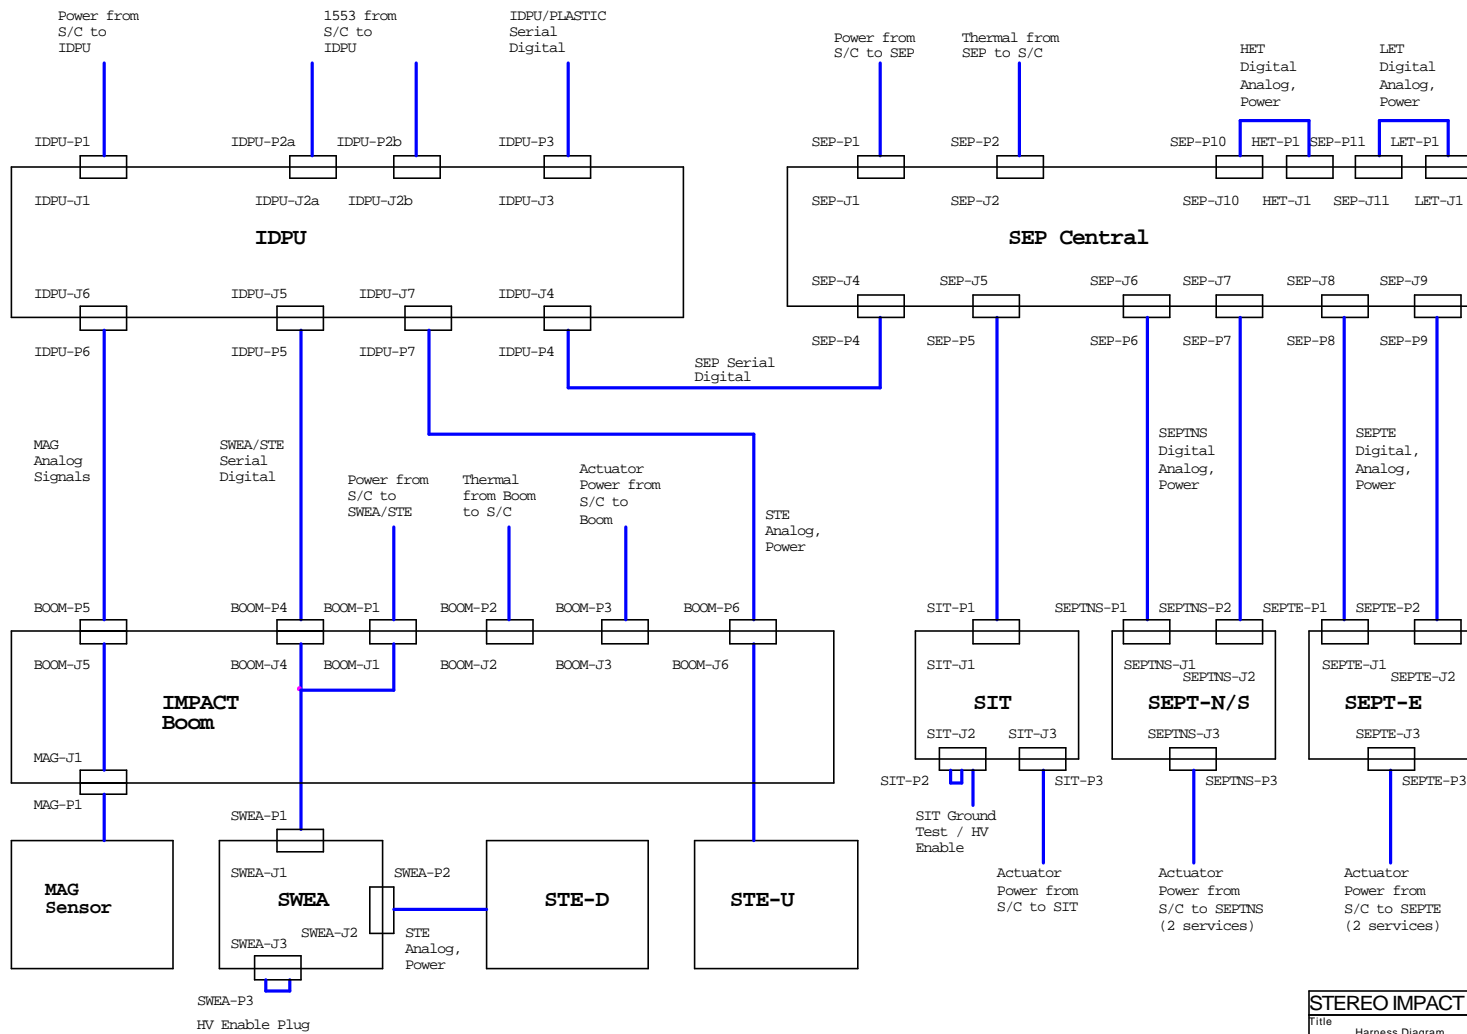 Power from
S/C to
IDPU
1553 from
S/C to
IDPU
IDPU/PLASTIC
Serial
Digital
Power from
S/C to SEP
Thermal from
SEP to S/C
HET
Digital
Analog,
Power
LET
Digital
Analog,
Power
IDPU-P1
IDPU-P2a
IDPU-P2b
IDPU-P3
SEP-P1
SEP-P2
SEP-P10
HET-P1
SEP-P11
LET-P1
IDPU-J1
IDPU-J2a
IDPU-J2b
IDPU-J3
SEP-J1
SEP-J2
SEP-J10
HET-J1
SEP-J11
LET-J1
IDPU
SEP Central
IDPU-J6
IDPU-J5
IDPU-J7
IDPU-J4
SEP-J4
SEP-J5
SEP-J6
SEP-J7
SEP-J8
SEP-J9
IDPU-P6
IDPU-P5
IDPU-P7
IDPU-P4
SEP-P4
SEP-P5
SEP-P6
SEP-P7
SEP-P8
SEP-P9
SEP Serial
Digital
MAG
Analog
Signals
SWEA/STE
Serial
Digital
Power from
S/C to
SWEA/STE
Thermal
from Boom
to S/C
Actuator
Power from
S/C to
Boom
STE
Analog,
Power
SEPTNS
Digital
Analog,
Power
SEPTE
Digital,
Analog,
Power
BOOM-P5
BOOM-P4
BOOM-P1
BOOM-P2
BOOM-P3
BOOM-P6
SIT-P1
SEPTNS-P1
SEPTNS-P2
SEPTE-P1
SEPTE-P2
BOOM-J5
BOOM-J4
BOOM-J1
BOOM-J2
BOOM-J3
BOOM-J6
SIT-J1
SEPTNS-J1
SEPTNS-J2
SEPTE-J1
SEPTE-J2
IMPACT
Boom
SIT
SEPT-N/S
SEPT-E
MAG-J1
SIT-J2
SIT-J3
SEPTNS-J3
SEPTE-J3
MAG-P1
SIT-P2
SIT-P3
SEPTNS-P3
SEPTE-P3
SWEA-P1
SIT Ground
Test / HV
Enable
Actuator
Power from
S/C to SIT
Actuator
Power from
S/C to SEPTNS
(2 services)
Actuator
Power from
S/C to SEPTE
(2 services)
MAG
Sensor
SWEA-J1
SWEA
SWEA-P2
STE-D
STE-U
SWEA-J2
SWEA-J3
STE
Analog,
Power
SWEA-P3
HV Enable Plug
STEREO IMPACT
Title
Harness Diagram